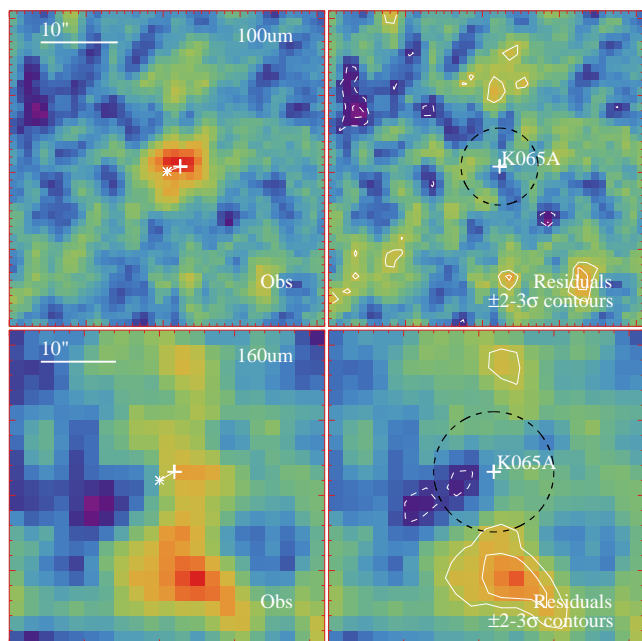 10" 100um
Obs
K065A
Residuals
±2-3σ contours
10" 160um
Obs
K065A
Residuals
±2-3σ contours